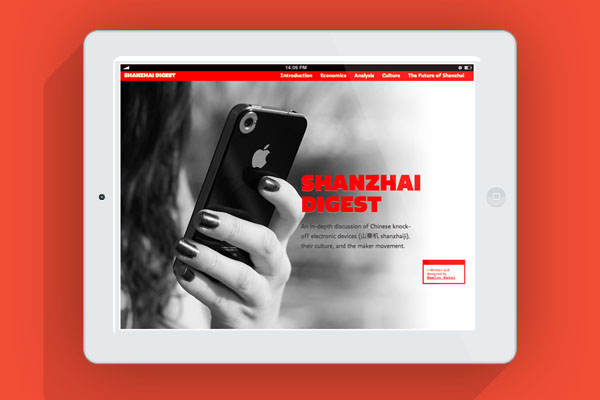 14:06 PM
SHANZHAI DIGEST Introduction Economics Analysis Culture The Future of Shanzhai
SHANZHAI
DIGEST
An in-depth discussion of Chinese knock-
off electronic devices (山寨机 shanzhaiji),
their culture, and the maker movement.
• Written and
designed by